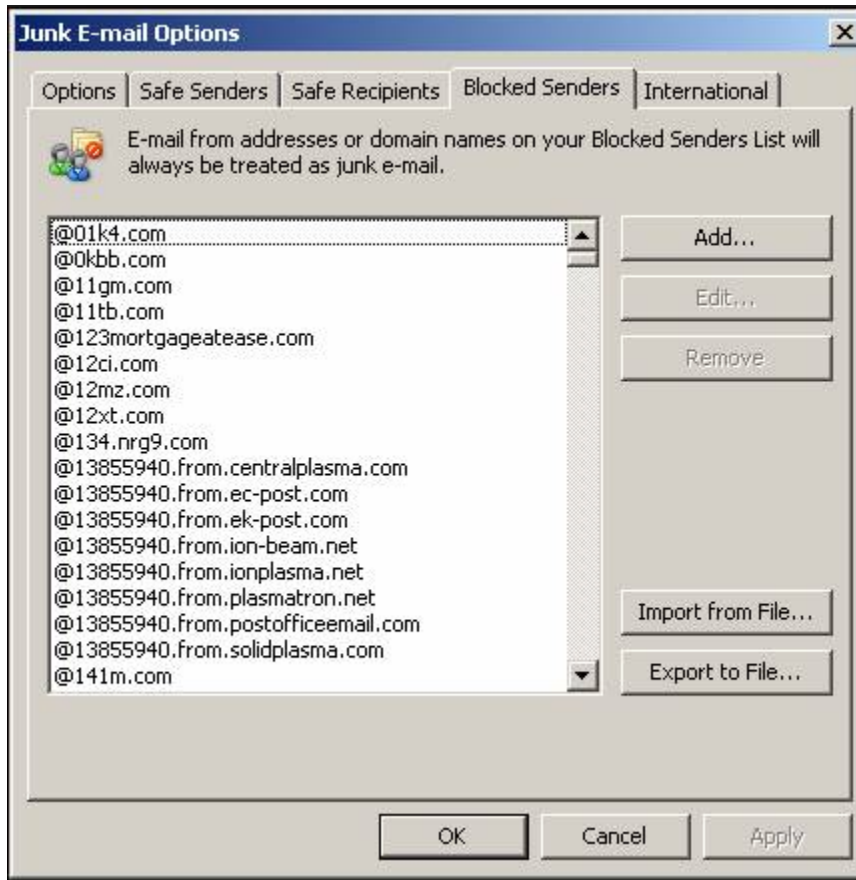 Junk E-mail Options
Options
Safe Senders
Safe Recipients
Blocked Senders
International
E-mail from addresses or domain names on your Blocked Senders List will
always be treated as junk e-mail.
@01k4.com
@0kbb.com
@11gm.com
@11tb.com
@123mortgageatease.com
@12ci.com
@12mz.com
@12xt.com
@134.nrg9.com
@13855940.from.centralplasma.com
@13855940.from.ec-post.com
@13855940.from.ek-post.com
@13855940.from.ion-beam.net
@13855940.from.ionplasma.net
@13855940.from.plasmatron.net
@13855940.from.postofficeemail.com
@13855940.from.solidplasma.com
@141m.com
Add...
Edit...
Remove
Import from File...
Export to File...
OK
Cancel
Apply